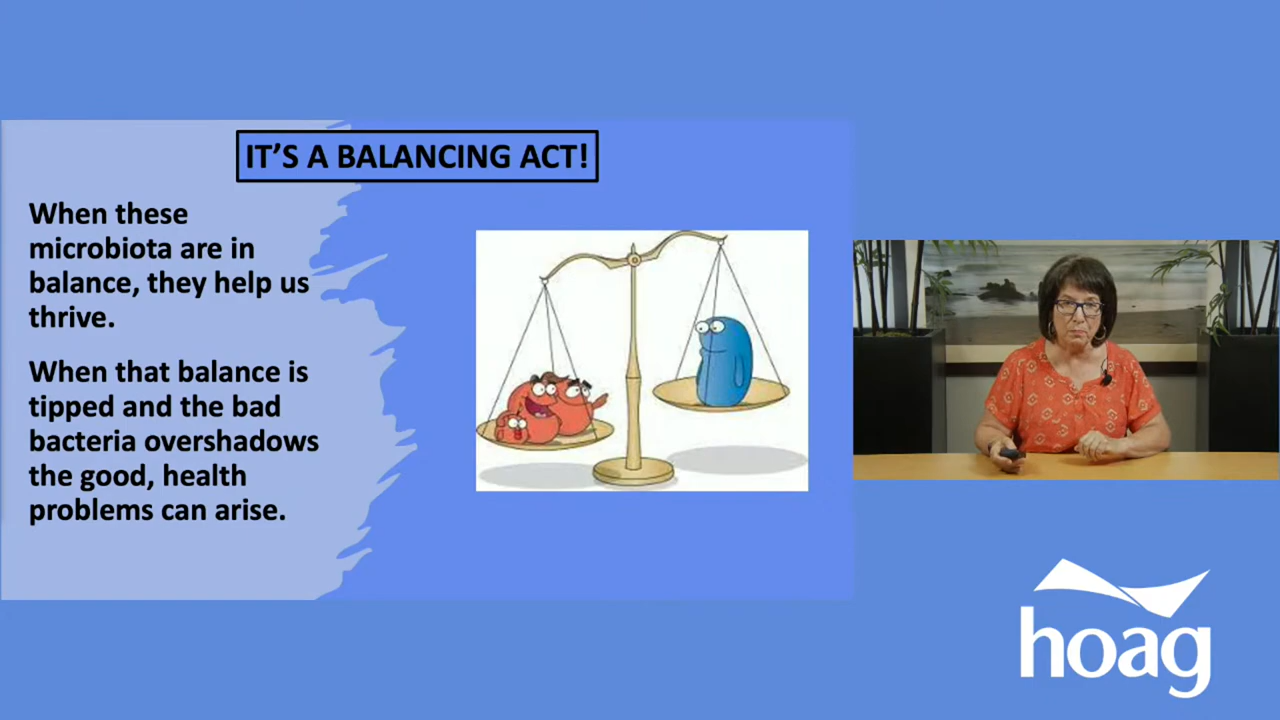 IT'S A BALANCING ACT!
When these
microbiota are in
balance, they help us
thrive.
When that balance is
tipped and the bad
bacteria overshadows
the good, health
problems can arise.
hoag